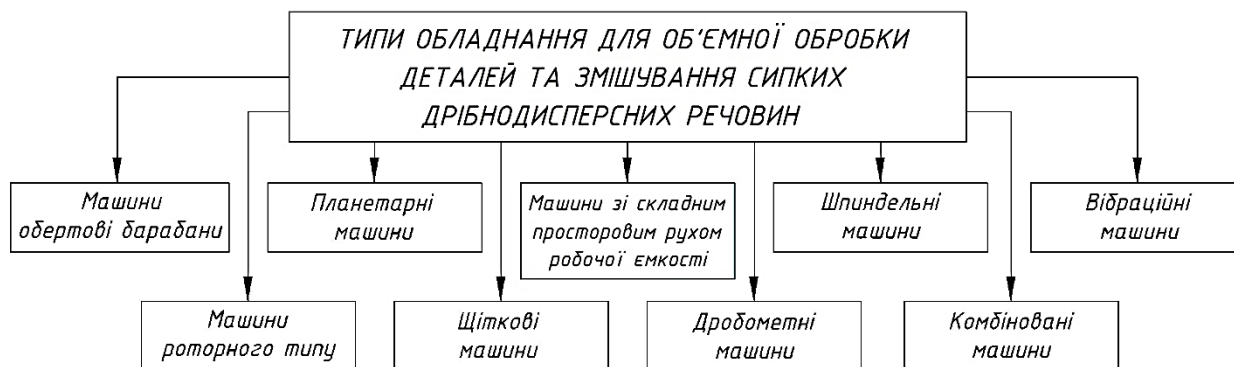 ТИПИ ОБЛАДНАННЯ ДЛЯ ОБ'ЄМНОЇ ОБРОБКИ
ДЕТАЛЕЙ ТА ЗМІШУВАННЯ СИПКИХ
ДРІБНОДИСПЕРСНИХ РЕЧОВИН
Машини
обертові барабани
Планетарні
машини
Машини зі складним
просторовим рухом
робочої емкості
Шпиндельні
машини
Вібраційні
машини
Машини
роторного типу
Щіткові
машини
Дробометні
машини
Комбіновані
машини